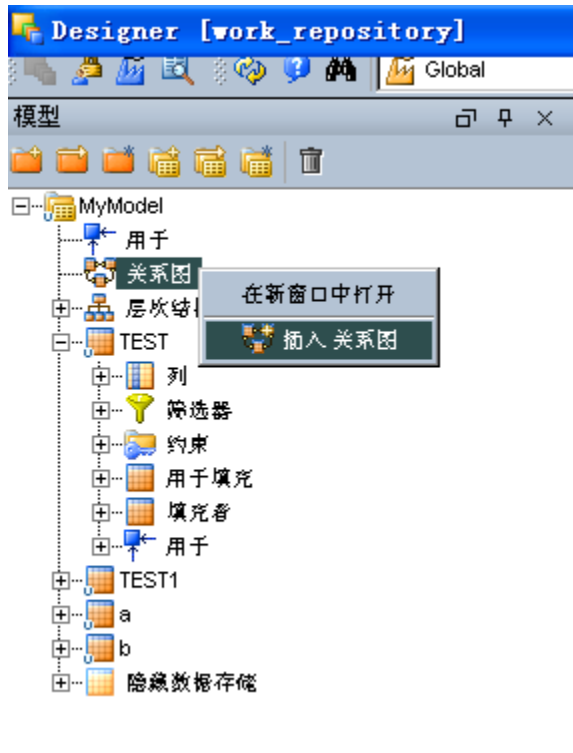 Designer [work_repository]
Global
模型
MyModel
用于
关系图
在新窗口中打开
层次结
插入 关系图
TEST
列
筛选器
约束
用于填充
填充者
用于
TEST1
a
b
隐藏数据存储